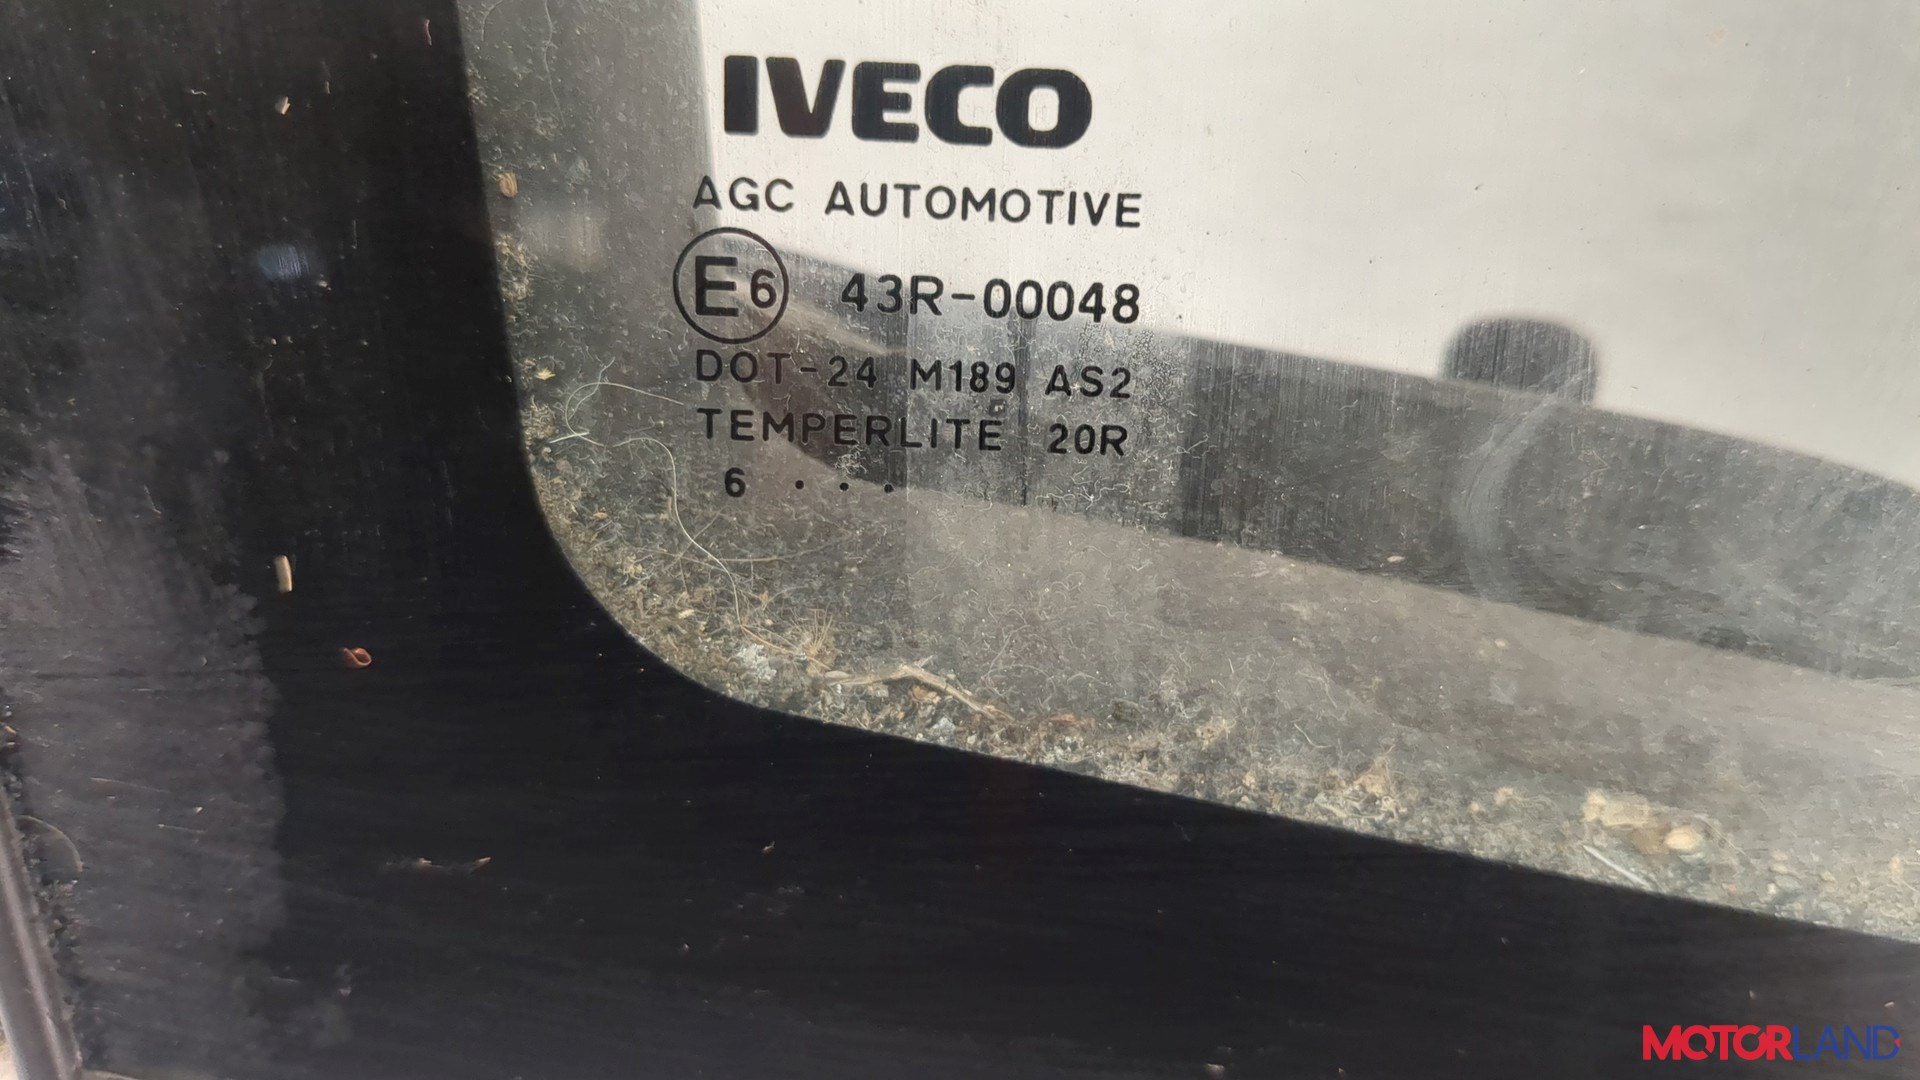 IVECO
AGC AUTOMOTIVE
E6 43R-00048
DOT-24 M189 AS2
TEMPERLITE 20R
6 . . .
MOTORLAND